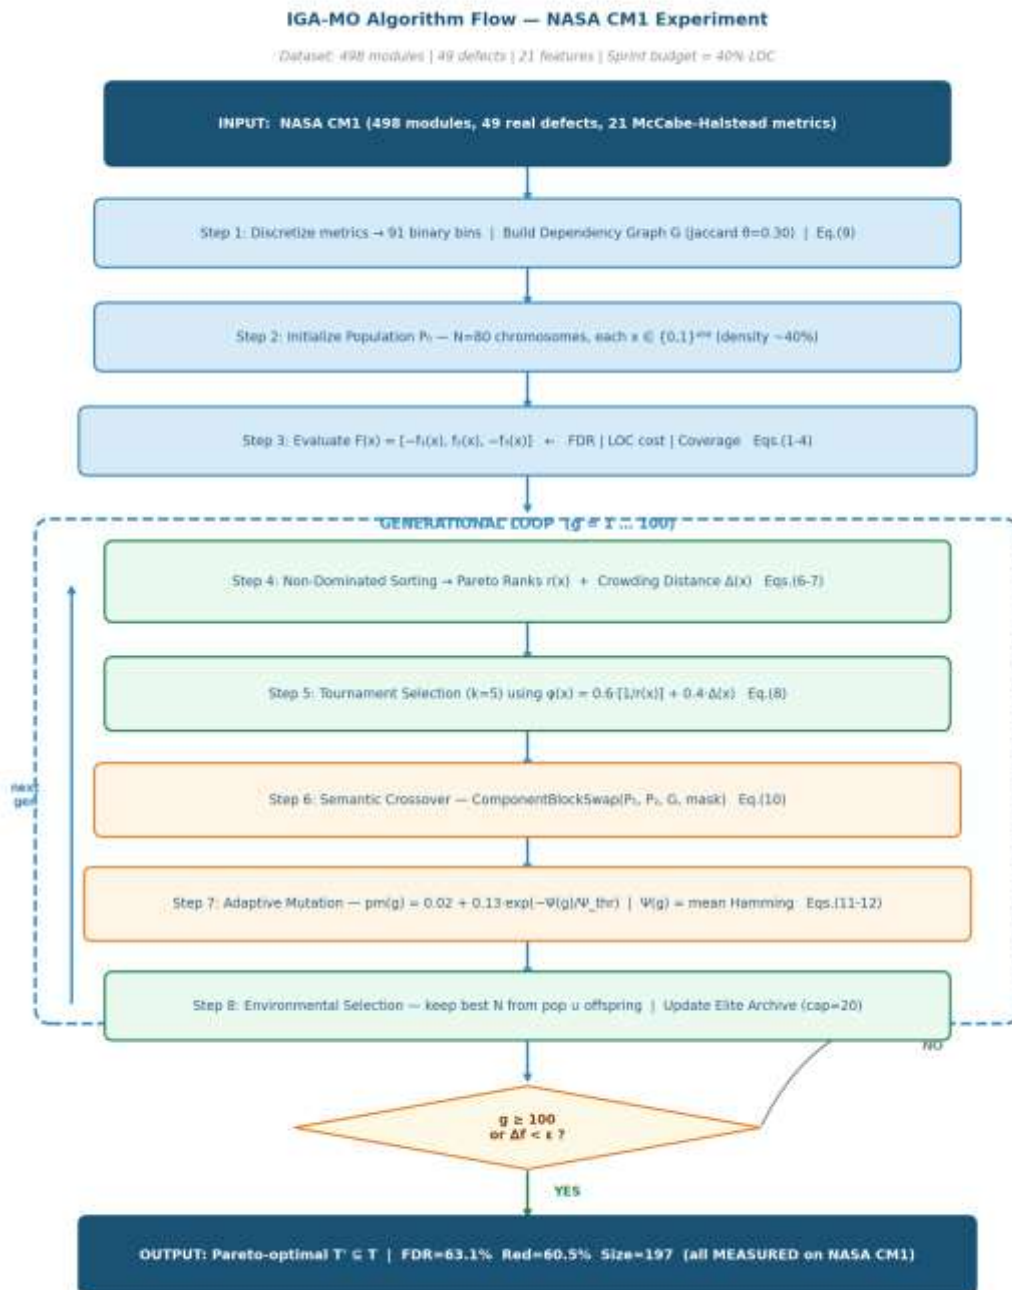 IGA-MO Algorithm Flow — NASA CM1 Experiment
Dataset: 498 modules | 49 defects | 21 features | Sprint budget = 40% LOC
INPUT: NASA CM1 (498 modules, 49 real defects, 21 McCabe-Halstead metrics)
Step 1: Discretize metrics → 91 binary bins | Build Dependency Graph G (Jaccard θ=0.30) | Eq.(9)
Step 2: Initialize Population P₀ — N=80 chromosomes, each x ∈ {0,1}⁴⁹⁸ (density ~40%)
Step 3: Evaluate F(x) = [−f₁(x), f₂(x), −f₃(x)] ← FDR | LOC cost | Coverage Eqs.(1-4)
GENERATIONAL LOOP (g = 1 ... 100)
Step 4: Non-Dominated Sorting → Pareto Ranks r(x) + Crowding Distance Δ(x) Eqs.(6-7)
Step 5: Tournament Selection (k=5) using φ(x) = 0.6·[1/r(x)] + 0.4·Δ(x) Eq.(8)
next
gen
Step 6: Semantic Crossover — ComponentBlockSwap(P₁, P₂, G, mask) Eq.(10)
Step 7: Adaptive Mutation — pm(g) = 0.02 + 0.13·exp(−Ψ(g)/Ψ_thr) | Ψ(g) = mean Hamming Eqs.(11-12)
Step 8: Environmental Selection — keep best N from pop ∪ offspring | Update Elite Archive (cap=20)
NO
g ≥ 100
or Δf < ε ?
YES
OUTPUT: Pareto-optimal T' ⊆ T | FDR=63.1% Red=60.5% Size=197 (all MEASURED on NASA CM1)